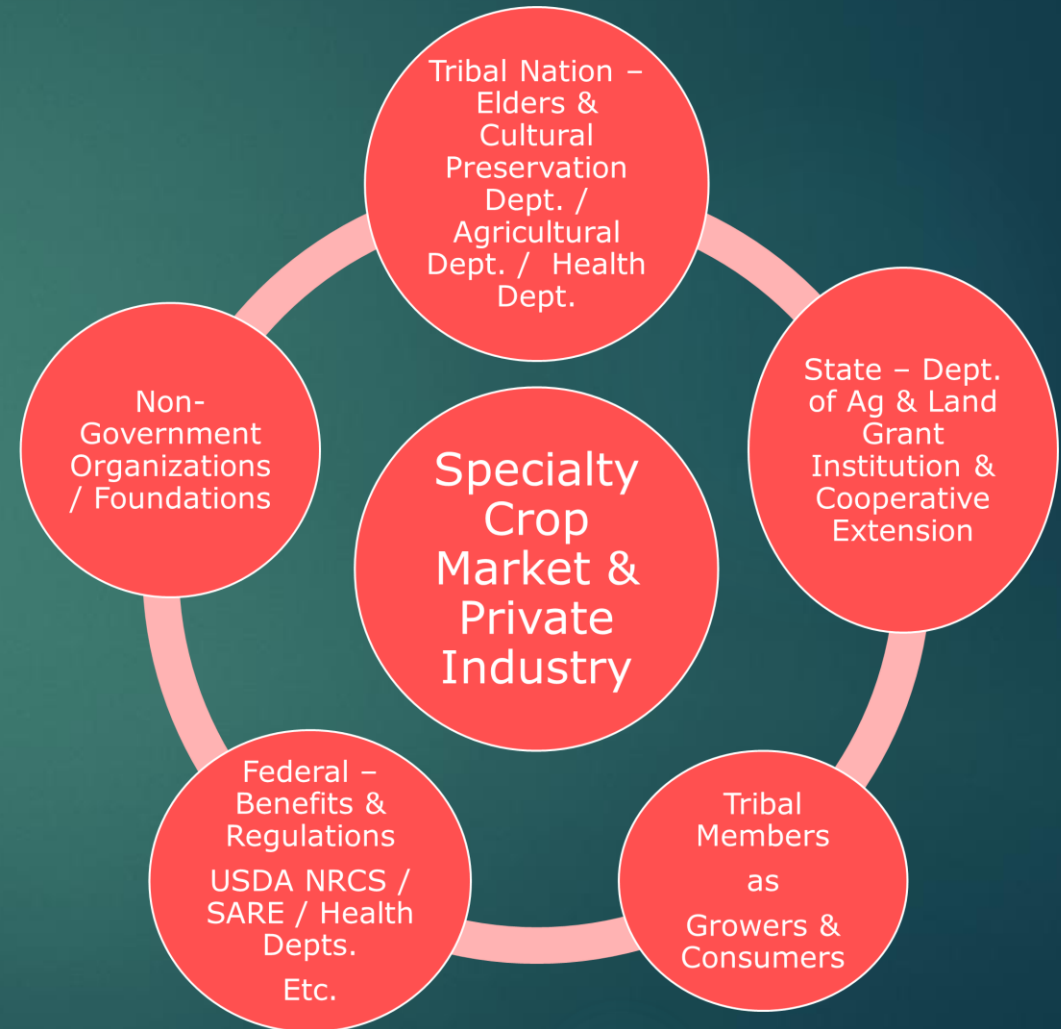 Tribal Nation –
Elders &
Cultural
Preservation
Dept. /
Agricultural
Dept. / Health
Dept.
State – Dept.
of Ag & Land
Grant
Institution &
Cooperative
Extension
Tribal
Members
as
Growers &
Consumers
Federal –
Benefits &
Regulations
USDA NRCS /
SARE / Health
Depts.
Etc.
Non-
Government
Organizations
/ Foundations
Specialty
Crop
Market &
Private
Industry